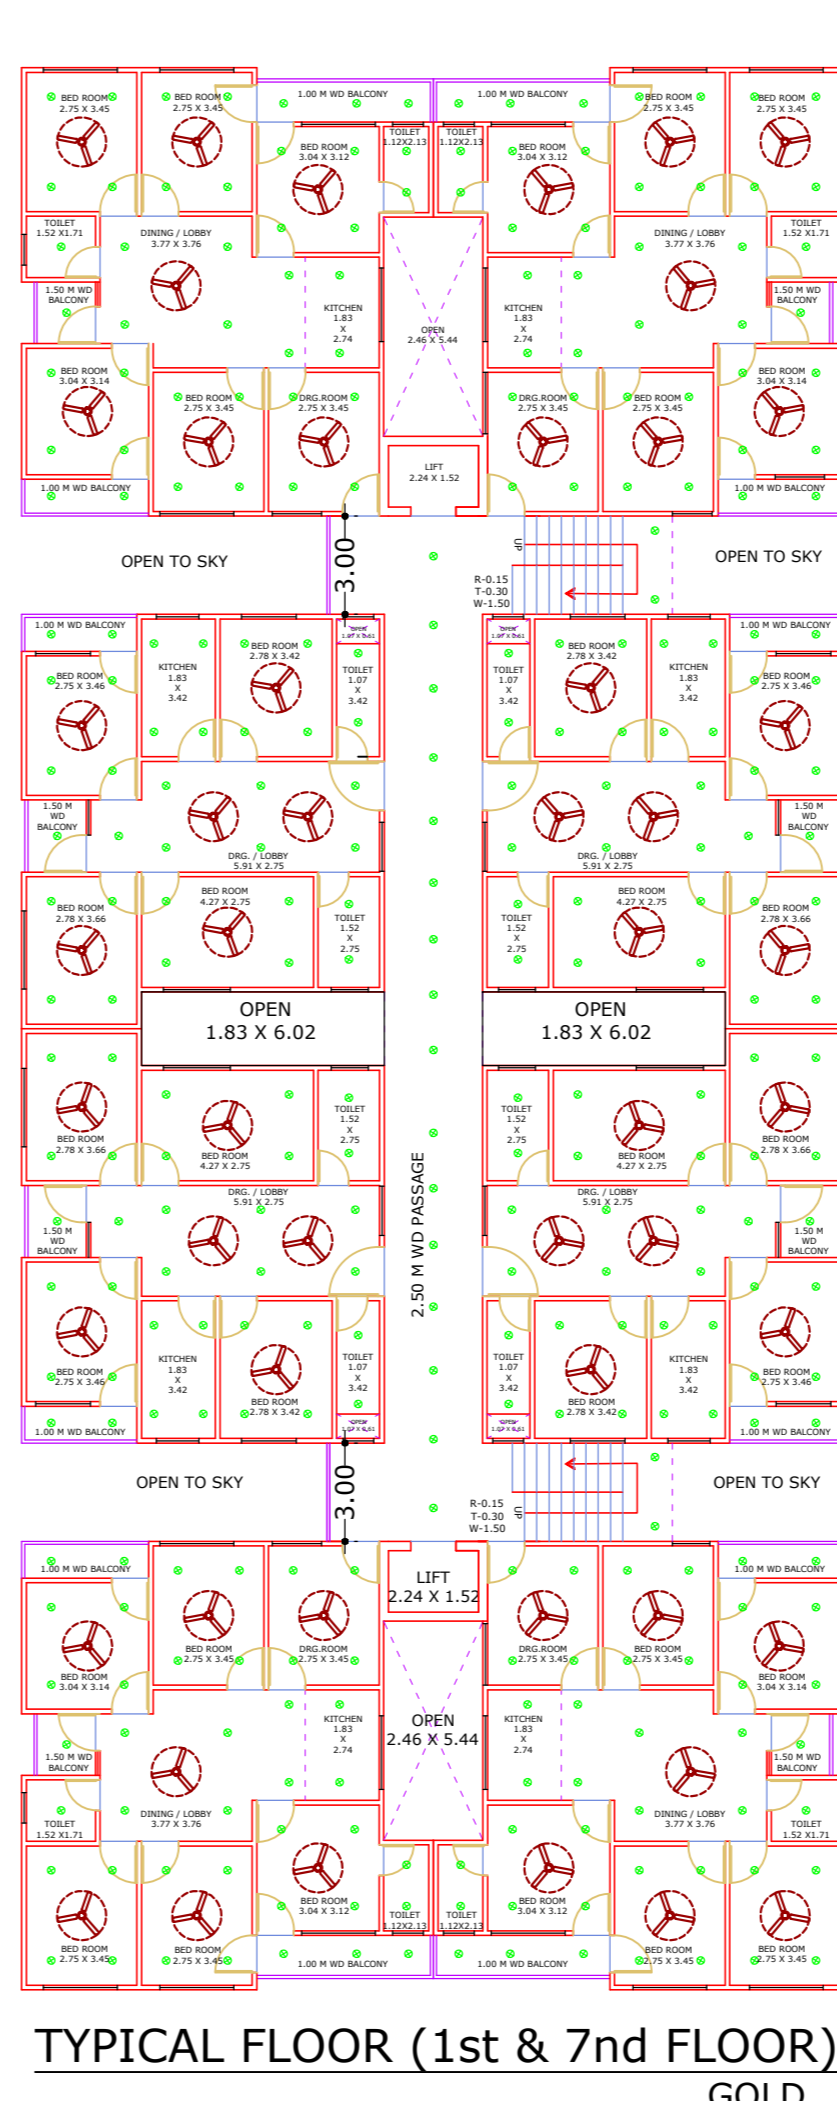 1.00 M WD BALCONY
1.00 M WD BALCONY
BED ROOM
2.75 X 3.45
BED ROOM
2.75 X 3.45
BED ROOM
2.75 X 3.45
BED ROOM
2.75 X 3.45
TOILET
1.12X2.13
TOILET
1.12X2.13
BED ROOM
3.04 X 3.12
BED ROOM
3.04 X 3.12
TOILET
1.52 X1.71
DINING / LOBBY
3.77 X 3.76
DINING / LOBBY
3.77 X 3.76
TOILET
1.52 X1.71
1.50 M WD
BALCONY
KITCHEN
1.83
X
2.74
OPEN
2.46 X 5.44
KITCHEN
1.83
X
2.74
1.50 M WD
BALCONY
BED ROOM
3.04 X 3.14
BED ROOM
2.75 X 3.45
DRG.ROOM
2.75 X 3.45
DRG.ROOM
2.75 X 3.45
BED ROOM
2.75 X 3.45
BED ROOM
3.04 X 3.14
LIFT
2.24 X 1.52
1.00 M WD BALCONY
1.00 M WD BALCONY
OPEN TO SKY
3.00
UP
R-0.15
T-0.30
W-1.50
OPEN TO SKY
1.00 M WD BALCONY
OPEN
1.07 X 0.61
OPEN
1.07 X 0.61
1.00 M WD BALCONY
BED ROOM
2.75 X 3.46
KITCHEN
1.83
X
3.42
BED ROOM
2.78 X 3.42
TOILET
1.07
X
3.42
TOILET
1.07
X
3.42
BED ROOM
2.78 X 3.42
KITCHEN
1.83
X
3.42
BED ROOM
2.75 X 3.46
1.50 M
WD
BALCONY
DRG. / LOBBY
5.91 X 2.75
DRG. / LOBBY
5.91 X 2.75
1.50 M
WD
BALCONY
BED ROOM
2.78 X 3.66
BED ROOM
4.27 X 2.75
TOILET
1.52
X
2.75
TOILET
1.52
X
2.75
BED ROOM
4.27 X 2.75
BED ROOM
2.78 X 3.66
OPEN
1.83 X 6.02
OPEN
1.83 X 6.02
2.50 M WD PASSAGE
BED ROOM
2.78 X 3.66
BED ROOM
4.27 X 2.75
TOILET
1.52
X
2.75
TOILET
1.52
X
2.75
BED ROOM
4.27 X 2.75
BED ROOM
2.78 X 3.66
1.50 M
WD
BALCONY
DRG. / LOBBY
5.91 X 2.75
DRG. / LOBBY
5.91 X 2.75
1.50 M
WD
BALCONY
BED ROOM
2.75 X 3.46
KITCHEN
1.83
X
3.42
BED ROOM
2.78 X 3.42
TOILET
1.07
X
3.42
TOILET
1.07
X
3.42
BED ROOM
2.78 X 3.42
KITCHEN
1.83
X
3.42
BED ROOM
2.75 X 3.46
1.00 M WD BALCONY
OPEN
1.07 X 0.61
OPEN
1.07 X 0.61
1.00 M WD BALCONY
OPEN TO SKY
3.00
R-0.15
T-0.30
W-1.50
UP
OPEN TO SKY
1.00 M WD BALCONY
LIFT
2.24 X 1.52
1.00 M WD BALCONY
BED ROOM
3.04 X 3.14
BED ROOM
2.75 X 3.45
DRG.ROOM
2.75 X 3.45
DRG.ROOM
2.75 X 3.45
BED ROOM
2.75 X 3.45
BED ROOM
3.04 X 3.14
1.50 M WD
BALCONY
KITCHEN
1.83
X
2.74
OPEN
2.46 X 5.44
KITCHEN
1.83
X
2.74
1.50 M WD
BALCONY
TOILET
1.52 X1.71
DINING / LOBBY
3.77 X 3.76
DINING / LOBBY
3.77 X 3.76
TOILET
1.52 X1.71
BED ROOM
3.04 X 3.12
TOILET
1.12X2.13
TOILET
1.12X2.13
BED ROOM
3.04 X 3.12
BED ROOM
2.75 X 3.45
BED ROOM
2.75 X 3.45
BED ROOM
2.75 X 3.45
BED ROOM
2.75 X 3.45
1.00 M WD BALCONY
1.00 M WD BALCONY
TYPICAL FLOOR (1st & 7nd FLOOR)
GOLD